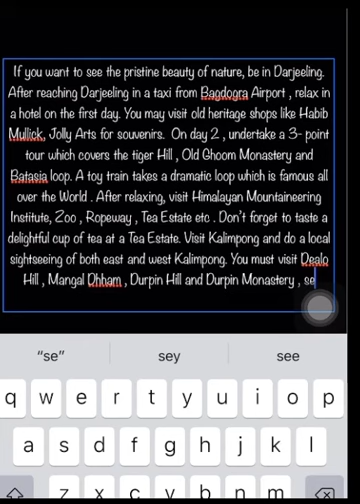 If you want to see the pristine beauty of nature, be in Darjeeling.
After reaching Darjeeling in a taxi from Bagdogra Airport , relax in
a hotel on the first day. You may visit old heritage shops like Habib
Mullick, Jolly Arts for souvenirs. On day 2 , undertake a 3- point
tour which covers the tiger Hill , Old Ghoom Monastery and
Batasia loop. A toy train takes a dramatic loop which is famous all
over the World . After relaxing, visit Himalayan Mountaineering
Institute, Zoo , Ropeway , Tea Estate etc . Don't forget to taste a
delightful cup of tea at a Tea Estate. Visit Kalimpong and do a local
sightseeing of both east and west Kalimpong. You must visit Dealo
Hill , Mangal Dhham , Durpin Hill and Durpin Monastery , se
"se" sey see
q w e r t y u i o p
a s d f g h j k l
z x c v b n m